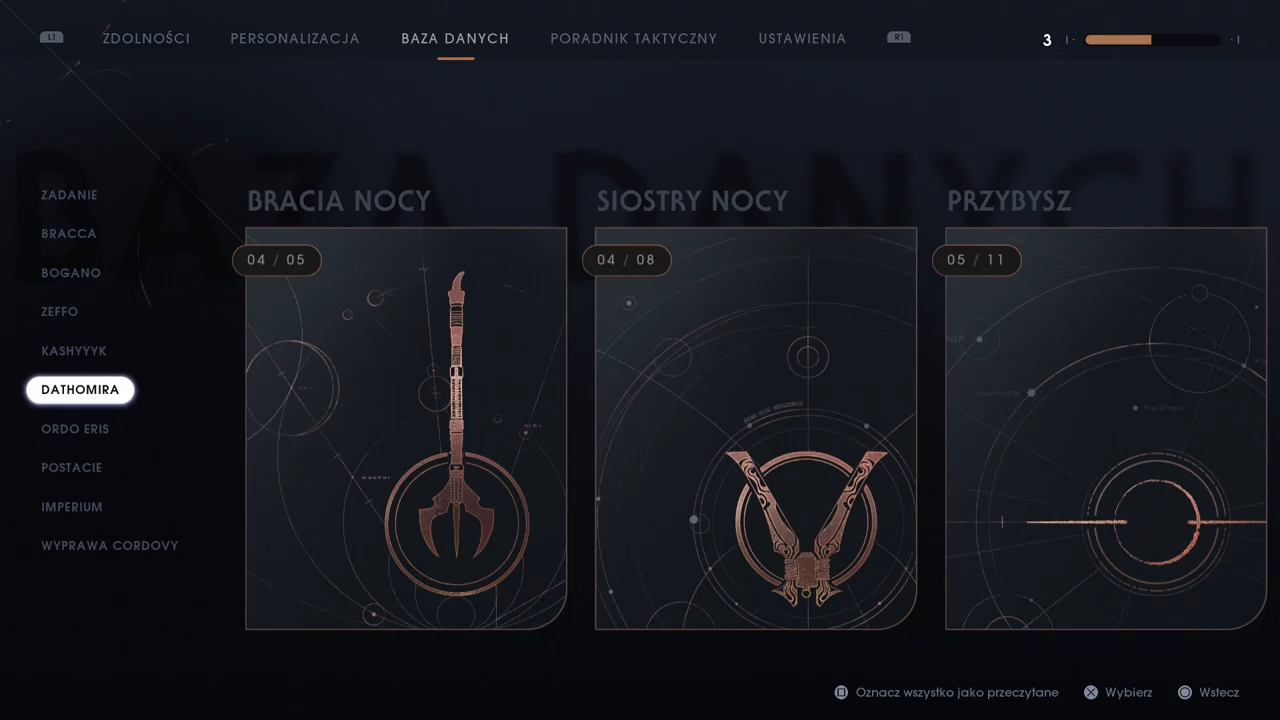 L1 ZDOLNOŚCI PERSONALIZACJA BAZA DANYCH PORADNIK TAKTYCZNY USTAWIENIA R1 3
BAZA DANYCH
ZADANIE
BRACCA
BOGANO
ZEFFO
KASHYYYK
DATHOMIRA
ORDO ERIS
POSTACIE
IMPERIUM
WYPRAWA CORDOVY
BRACIA NOCY
04 / 05
SIOSTRY NOCY
04 / 08
PRZYBYSZ
05 / 11
Oznacz wszystko jako przeczytane Wybierz Wstecz